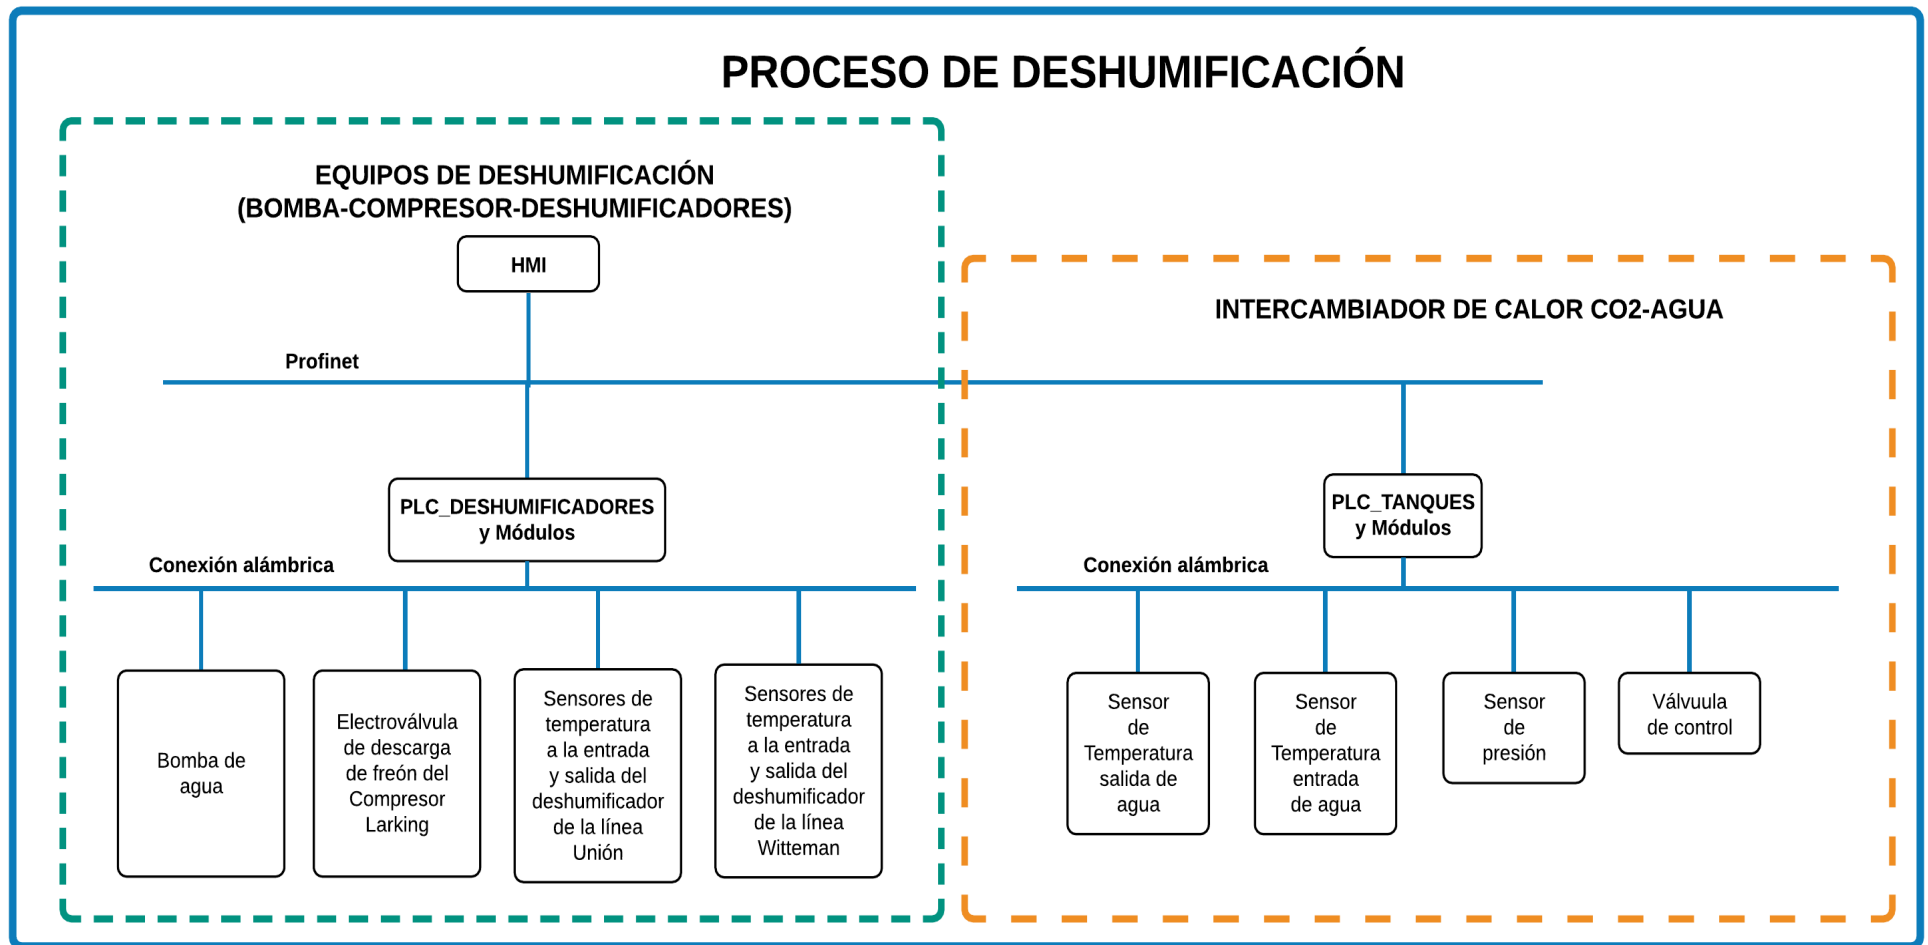 PROCESO DE DESHUMIFICACIÓN
EQUIPOS DE DESHUMIFICACIÓN
(BOMBA-COMPRESOR-DESHUMIFICADORES)
HMI
Profinet
PLC_DESHUMIFICADORES
y Módulos
Conexión alámbrica
Bomba de
agua
Electroválvula
de descarga
de freón del
Compresor
Larking
Sensores de
temperatura
a la entrada
y salida del
deshumificador
de la línea
Unión
Sensores de
temperatura
a la entrada
y salida del
deshumificador
de la línea
Witteman
INTERCAMBIADOR DE CALOR CO2-AGUA
PLC_TANQUES
y Módulos
Conexión alámbrica
Sensor
de
Temperatura
salida de
agua
Sensor
de
Temperatura
entrada
de agua
Sensor
de
presión
Válvuula
de control